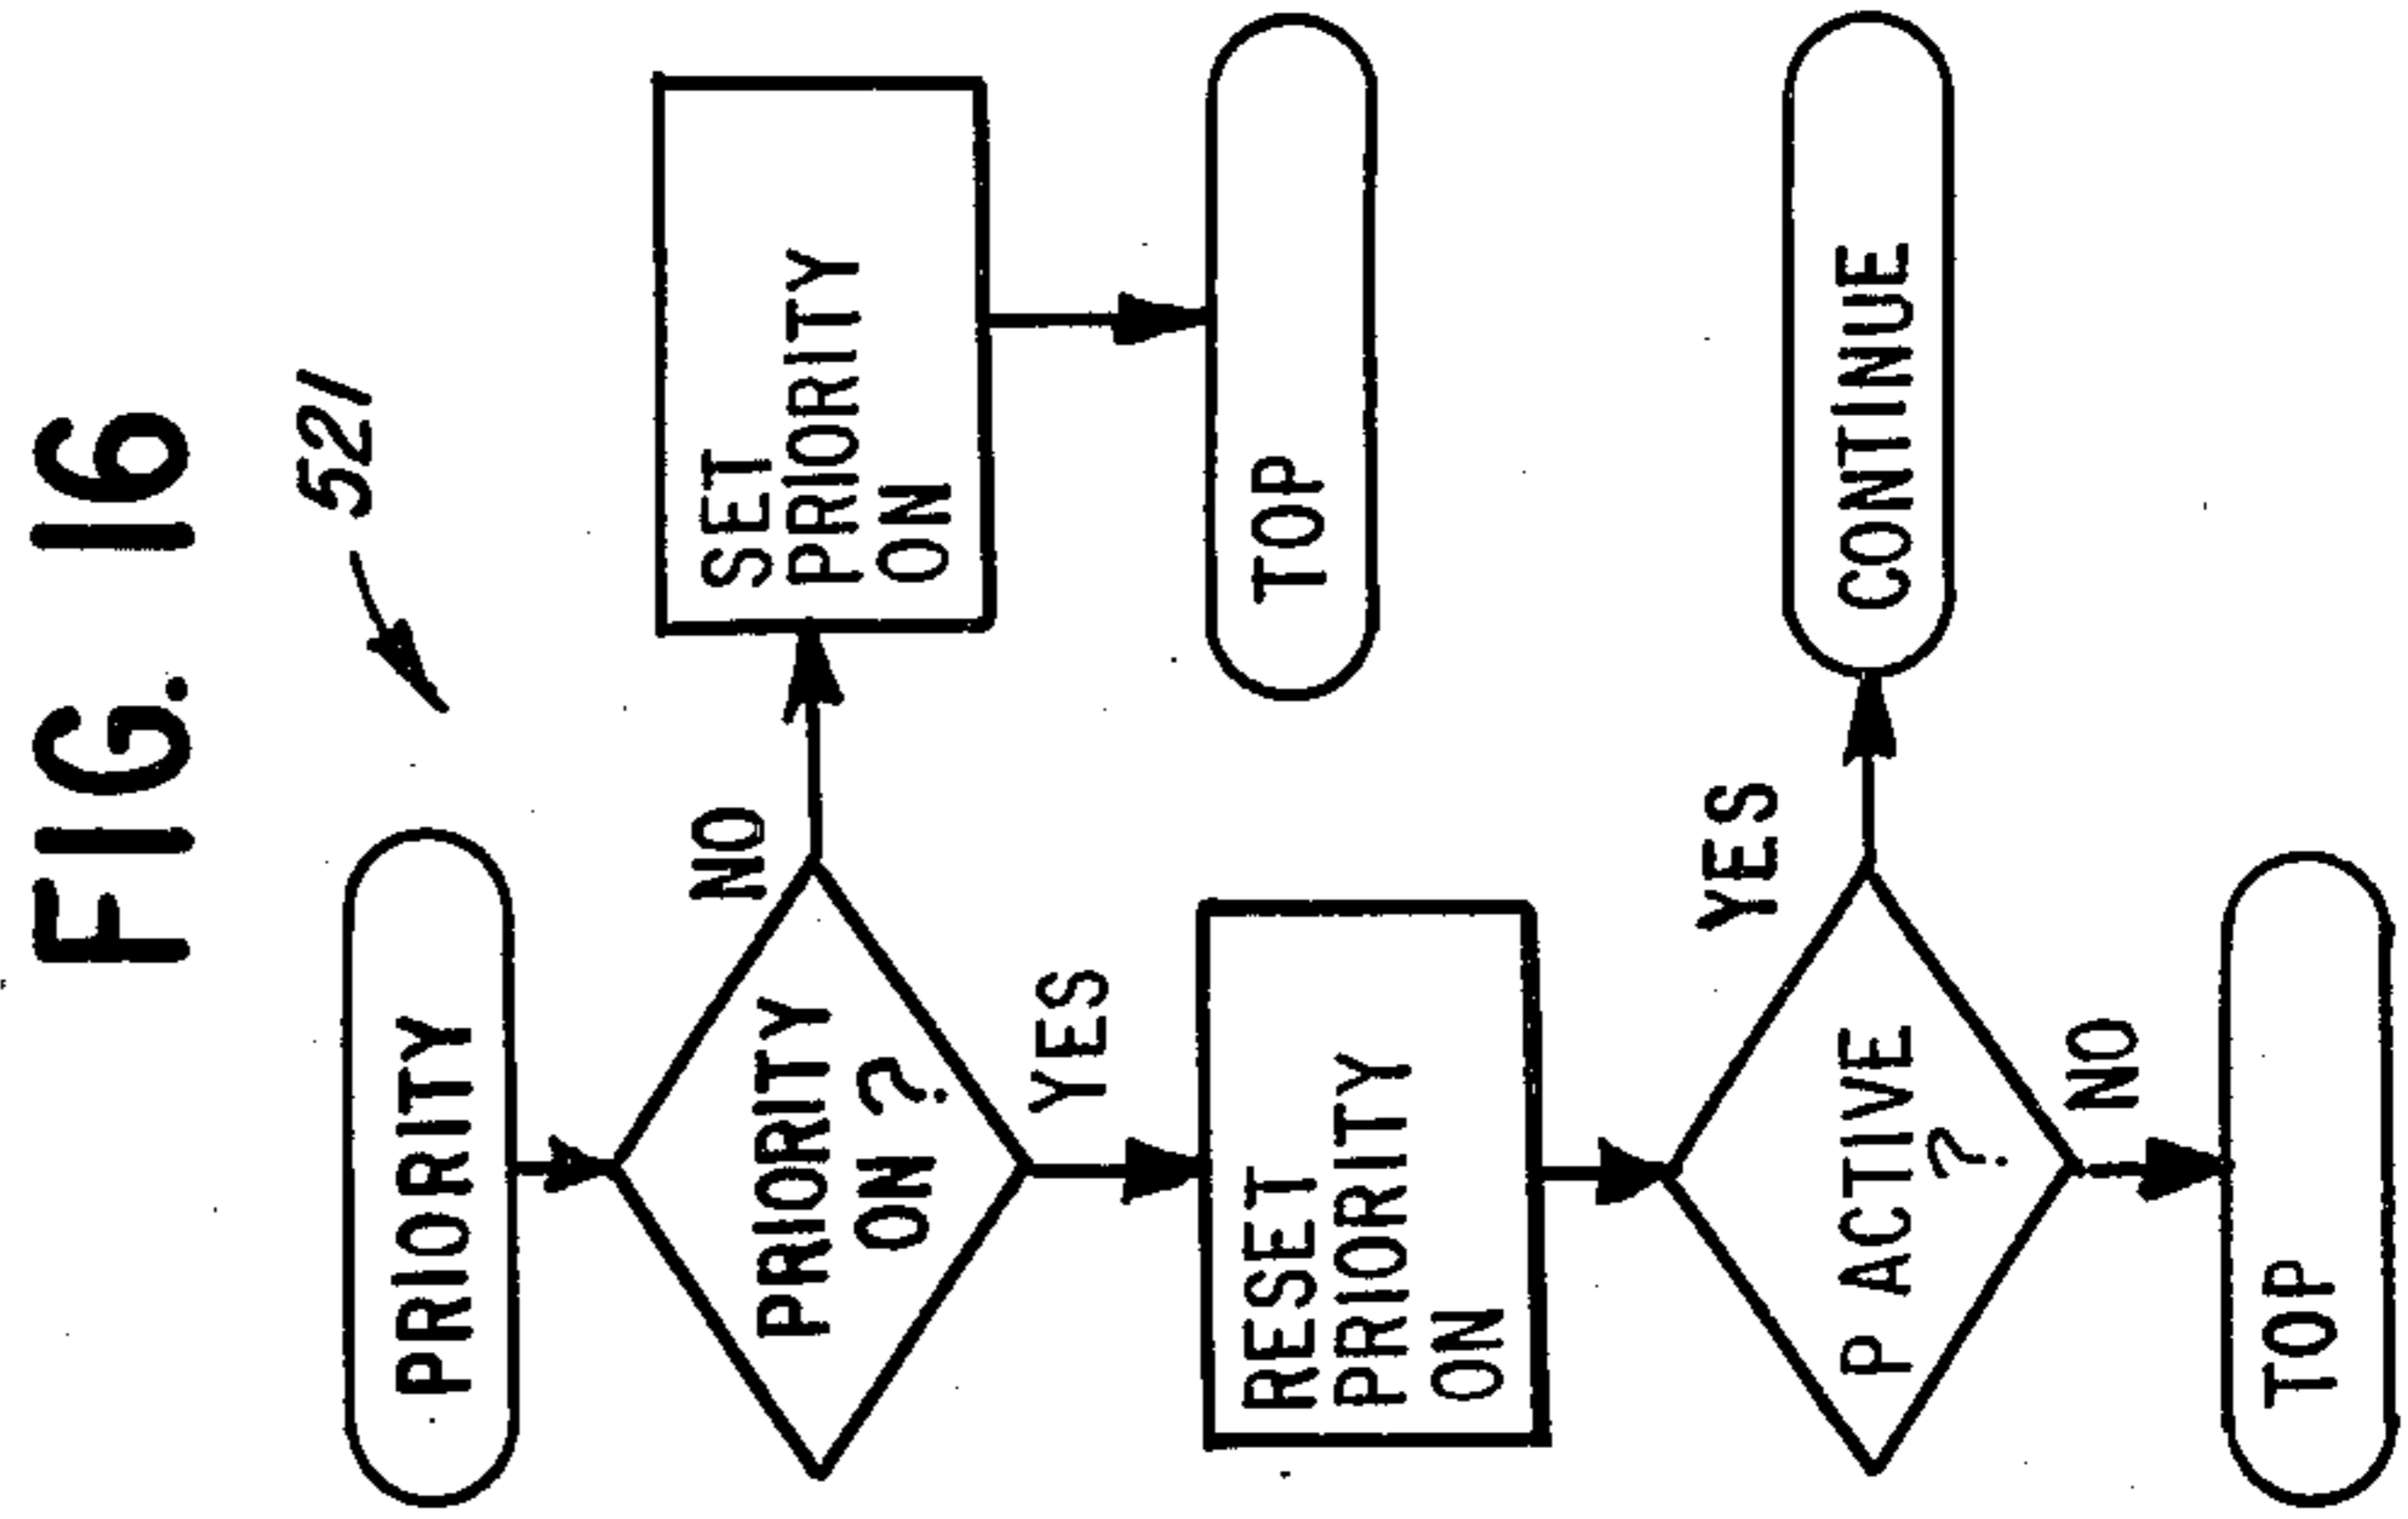 FIG. 16
521
PRIORITY
PRIORITY
ON ?
NO
SET
PRIORITY
ON
TOP
YES
RESET
PRIORITY
ON
P ACTIVE
?
YES
CONTINUE
NO
TOP